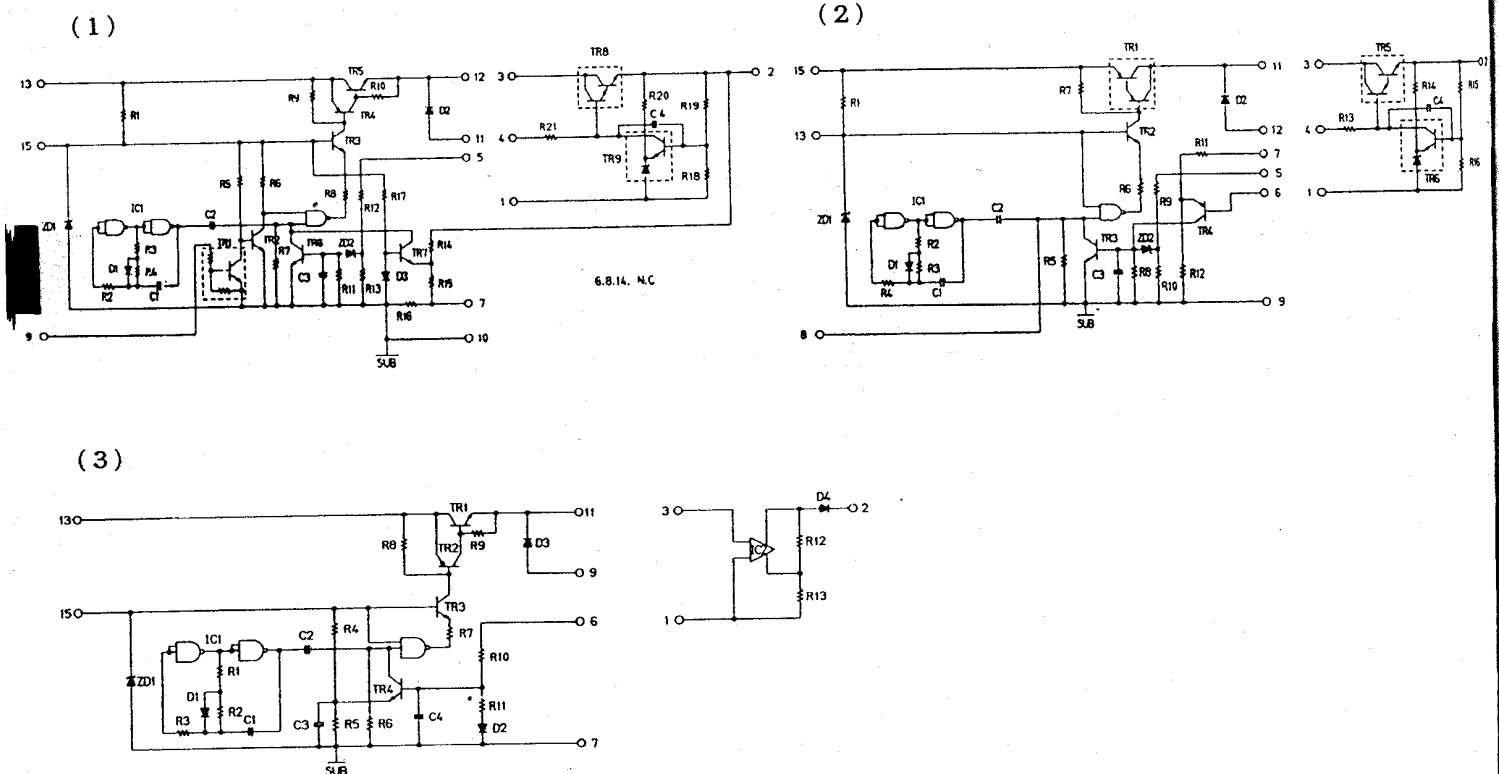 (1)
13
TR5
R10
12
R9
TR4
D2
R1
15
TR3
11
5
R5
R6
R8
R12
R17
IC1
C2
ZD1
R3
TR2
R7
TR6
ZD2
TR7
R14
D1
R4
C3
R11
R13
D3
R15
R2
C1
7
R16
9
10
SUB
TR8
3
2
R20
R19
C4
4
R21
TR9
R18
1
6.8.14. N.C
(2)
15
TR1
11
R7
R1
D2
13
TR2
12
R11
7
R6
5
R9
6
IC1
C2
ZD1
R2
TR3
ZD2
TR4
D1
R3
R5
C3
R8
R10
R12
R4
C1
9
SUB
8
TR5
3
2
R14
R15
C4
4
R13
R16
1
TR6
(3)
13
TR1
11
R8
TR2
R9
D3
9
15
TR3
R4
R7
6
IC1
C2
R10
R1
ZD1
TR4
D1
R2
R11
R3
C1
C3
R5
R6
C4
D2
7
SUB
D4
3
2
R12
IC2
R13
1